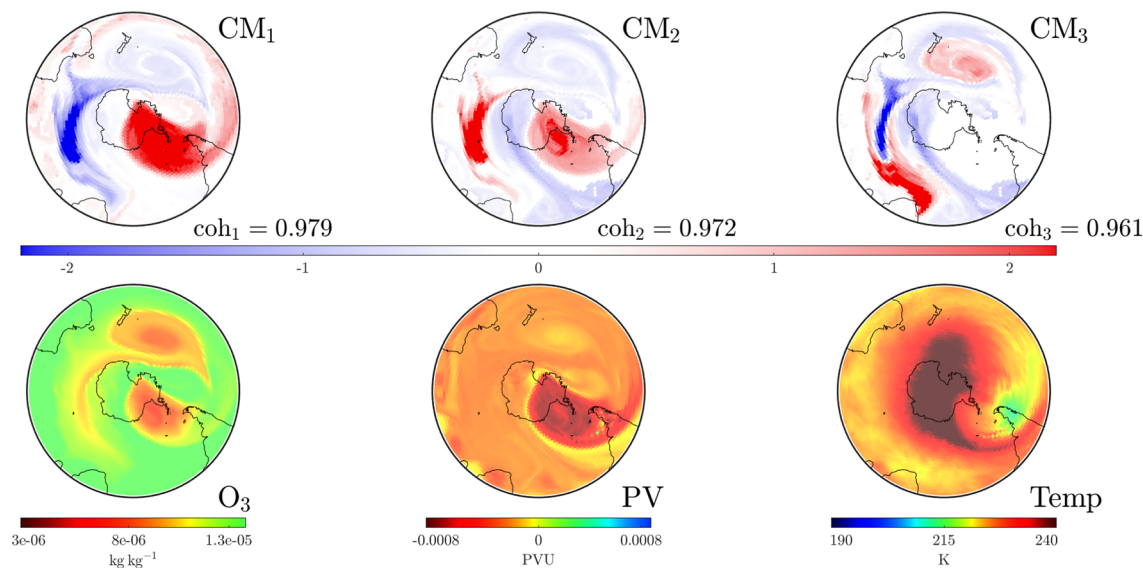 CM₁
CM₂
CM₃
coh₁ = 0.979
coh₂ = 0.972
coh₃ = 0.961
-2 -1 0 1 2
O₃
PV
Temp
3e-06 8e-06 1.3e-05
-0.0008 0 0.0008
190 215 240
kg kg⁻¹
PVU
K